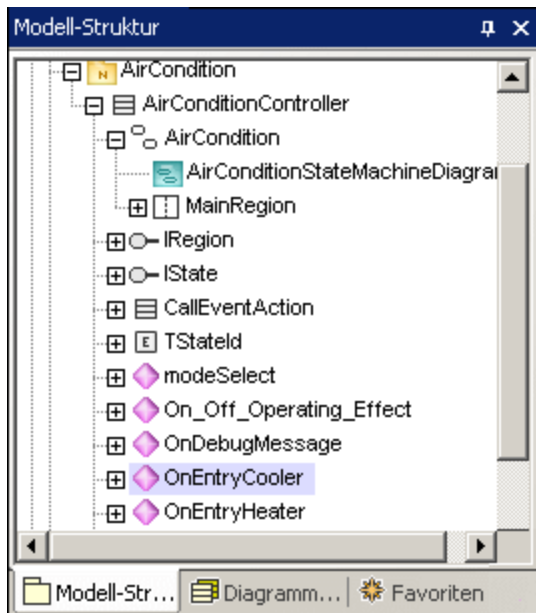 Modell-Struktur
N AirCondition
AirConditionController
AirCondition
AirConditionStateMachineDiagra
MainRegion
IRegion
IState
CallEventAction
E TStateId
modeSelect
On_Off_Operating_Effect
OnDebugMessage
OnEntryCooler
OnEntryHeater
Modell-Str... Diagramm... Favoriten